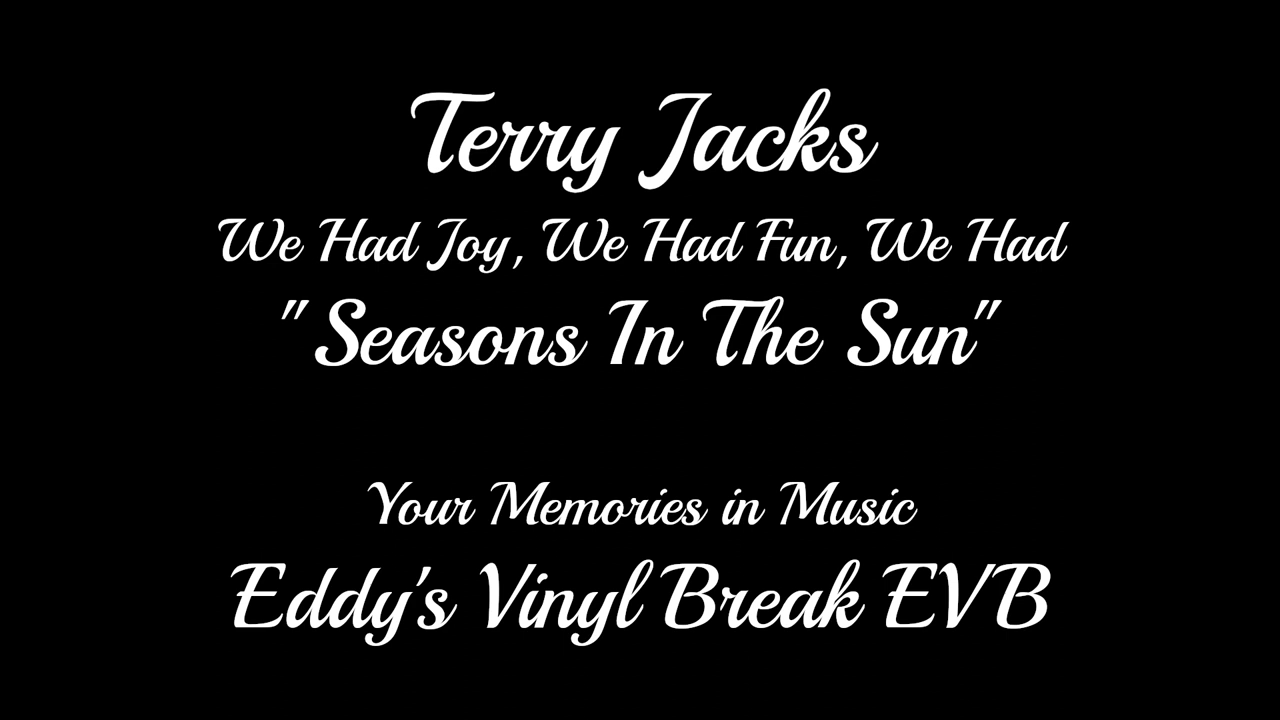 Terry Jacks
We Had Joy, We Had Fun, We Had
" Seasons In The Sun"
Your Memories in Music
Eddy's Vinyl Break EVB